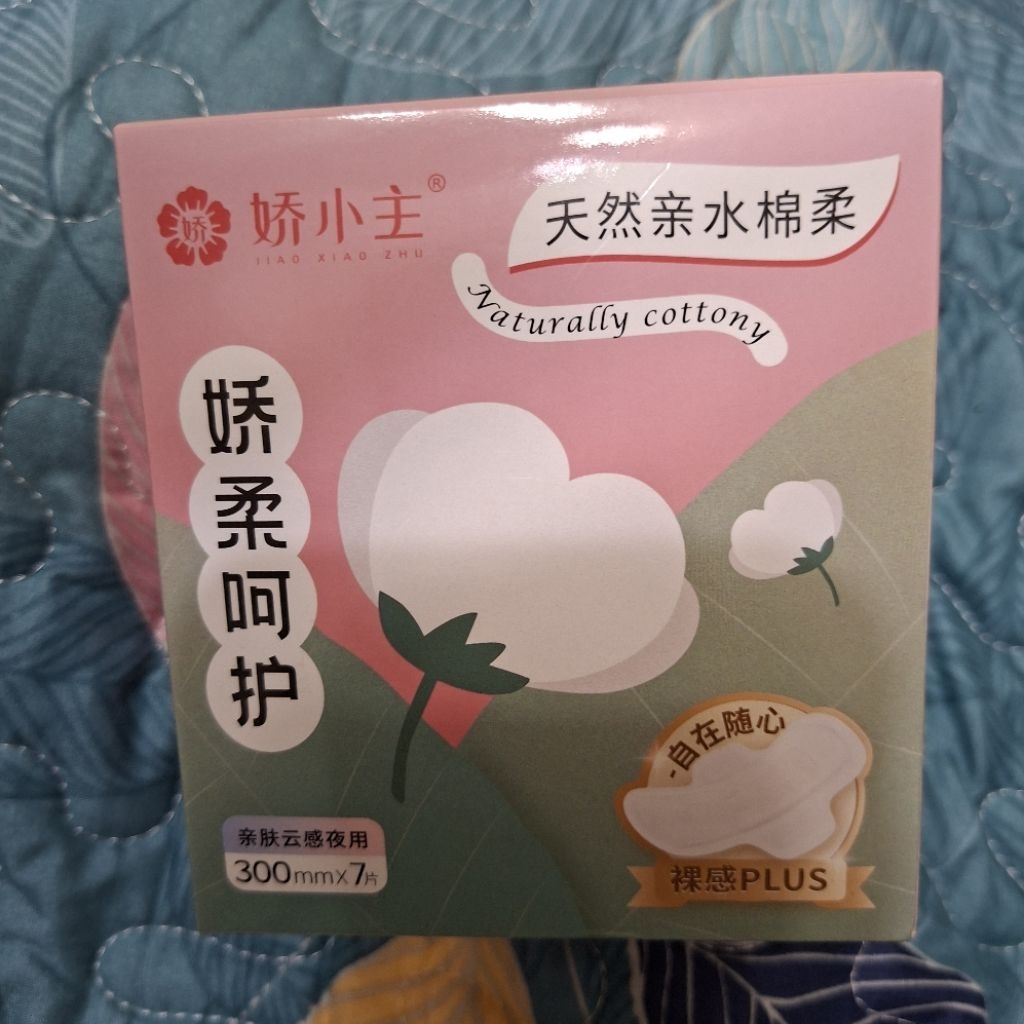 娇
娇小主®
JIAO XIAO ZHU
天然亲水棉柔
Naturally cottony
娇柔呵护
-自在随心
裸感PLUS
亲肤云感夜用
300mm×7片